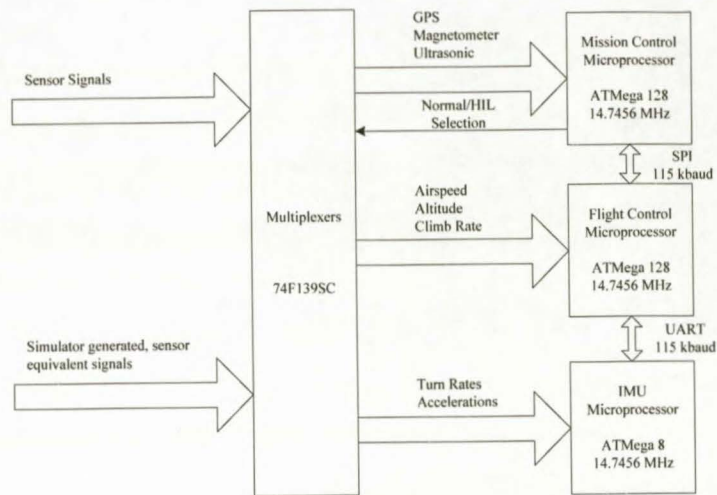 Sensor Signals
Simulator generated, sensor
equivalent signals
Multiplexers
74F139SC
GPS
Magnetometer
Ultrasonic
Normal/HIL
Selection
Airspeed
Altitude
Climb Rate
Turn Rates
Accelerations
Mission Control
Microprocessor
ATMega 128
14.7456 MHz
SPI
115 kbaud
Flight Control
Microprocessor
ATMega 128
14.7456 MHz
UART
115 kbaud
IMU
Microprocessor
ATMega 8
14.7456 MHz